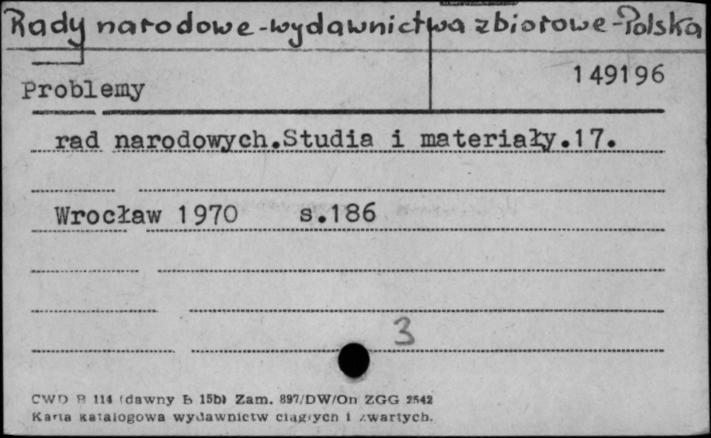 Rady narodowe-wydawnictwa zbiorowe-Polska
149196
Problemy
rad narodowych.Studia i materiały.17.
Wrocław 1970 s.186
3
CWD B 114 (dawny B 15b) Zam. 897/DW/On ZGG 2542
Karta katalogowa wydawnictw ciągłych i zwartych.